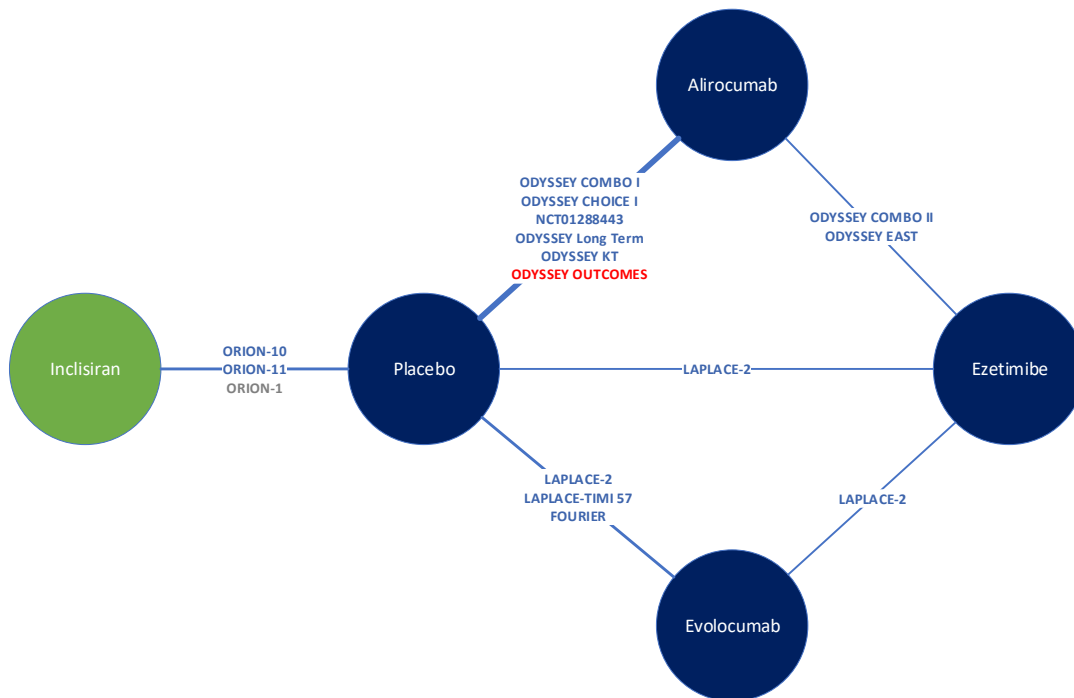 Alirocumab
ODYSSEY COMBO I
ODYSSEY CHOICE I
NCT01288443
ODYSSEY Long Term
ODYSSEY KT
ODYSSEY OUTCOMES
ODYSSEY COMBO II
ODYSSEY EAST
Inclisiran
ORION-10
ORION-11
ORION-1
Placebo
LAPLACE-2
Ezetimibe
LAPLACE-2
LAPLACE-TIMI 57
FOURIER
LAPLACE-2
Evolocumab